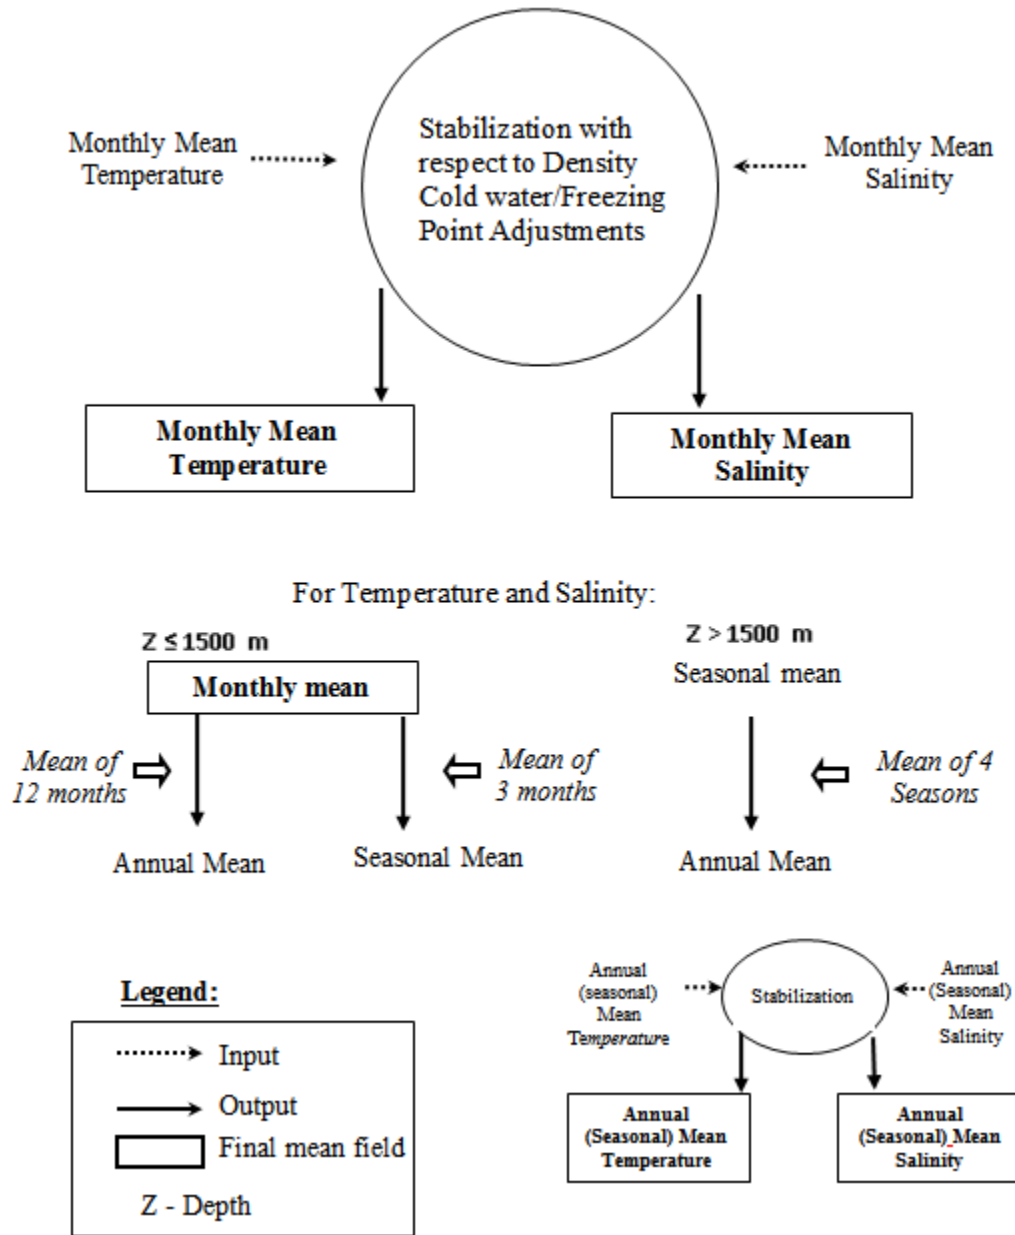 Monthly Mean
Temperature
Stabilization with
respect to Density
Cold water/Freezing
Point Adjustments
Monthly Mean
Salinity
Monthly Mean
Temperature
Monthly Mean
Salinity
For Temperature and Salinity:
Z ≤ 1500 m
Monthly mean
Mean of
12 months
Mean of
3 months
Annual Mean
Seasonal Mean
Z > 1500 m
Seasonal mean
Mean of 4
Seasons
Annual Mean
Legend:
Input
Output
Final mean field
Z - Depth
Annual
(seasonal)
Mean
Temperature
Stabilization
Annual
(Seasonal)
Mean
Salinity
Annual
(Seasonal) Mean
Temperature
Annual
(Seasonal) Mean
Salinity